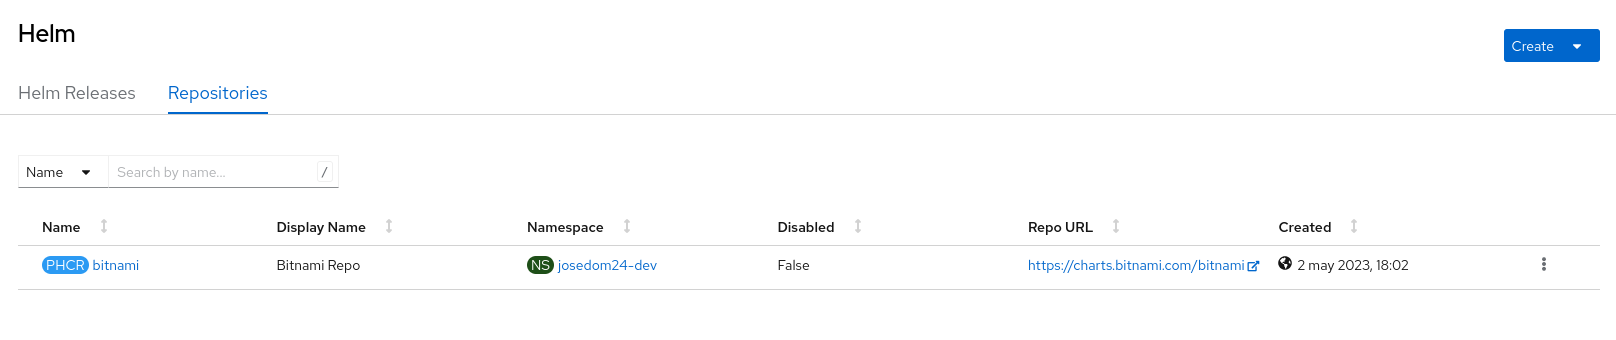 Helm
Create
Helm Releases Repositories
Name Search by name... /
Name Display Name Namespace Disabled Repo URL Created
PHCR bitnami Bitnami Repo NS josedom24-dev False https://charts.bitnami.com/bitnami 2 may 2023, 18:02